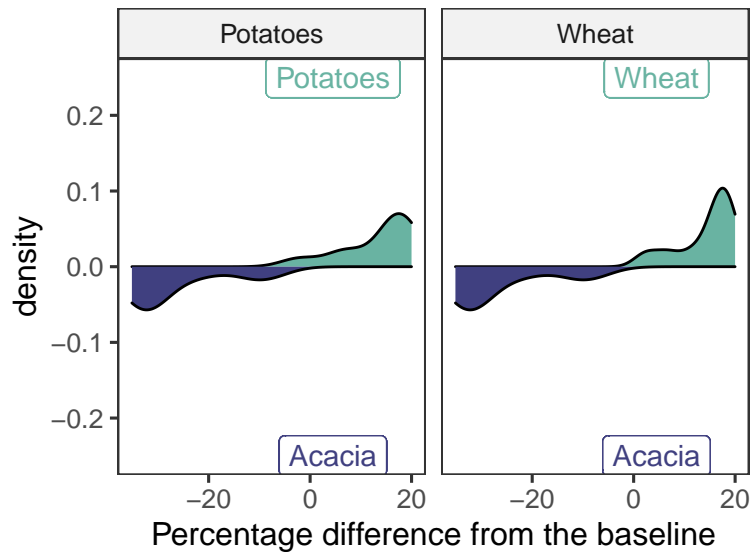 Potatoes
Wheat
Potatoes
Wheat
0.2
0.1
0.0
−0.1
−0.2
density
Acacia
Acacia
−20
0
20
−20
0
20
Percentage difference from the baseline